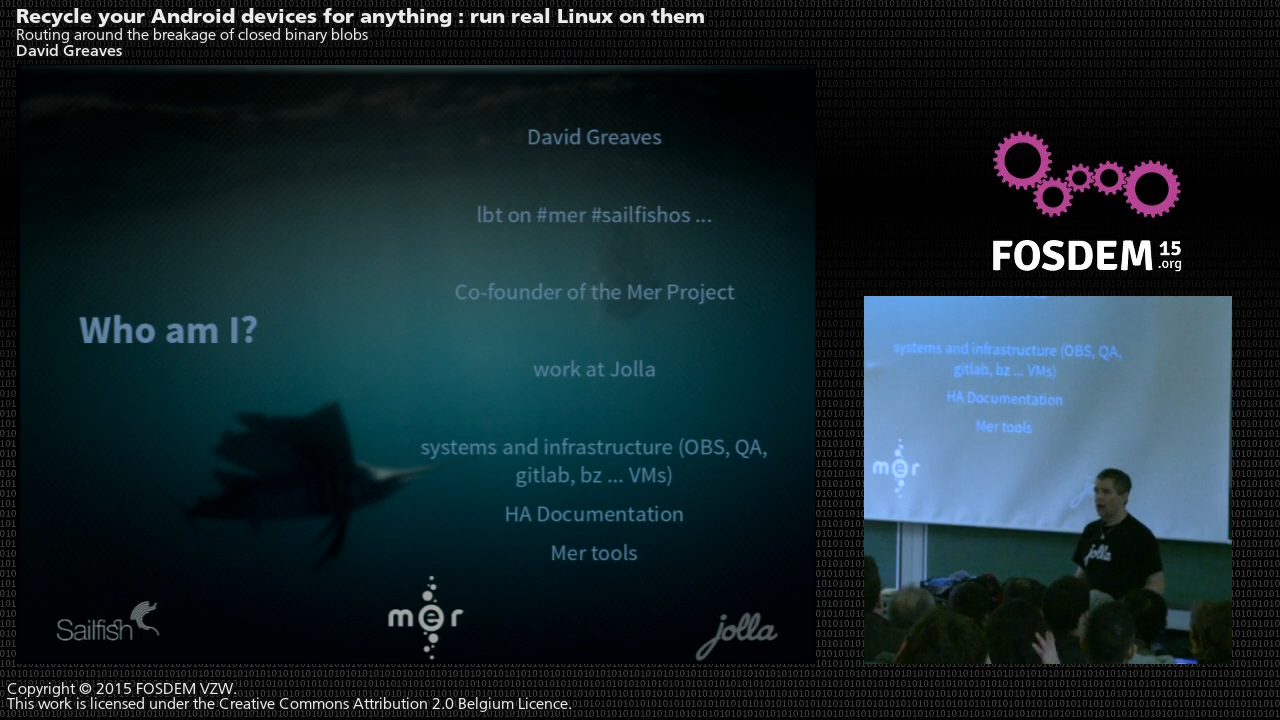 Recycle your Android devices for anything : run real Linux on them
Routing around the breakage of closed binary blobs
David Greaves
David Greaves
lbt on #mer #sailfishos ...
Co-founder of the Mer Project
Who am I?
work at Jolla
systems and infrastructure (OBS, QA,
gitlab, bz ... VMs)
HA Documentation
Mer tools
Sailfish
mer
jolla
FOSDEM 15
.org
systems and infrastructure (OBS, QA,
gitlab, bz ... VMs)
HA Documentation
Mer tools
mer
jolla
Copyright © 2015 FOSDEM VZW.
This work is licensed under the Creative Commons Attribution 2.0 Belgium Licence.